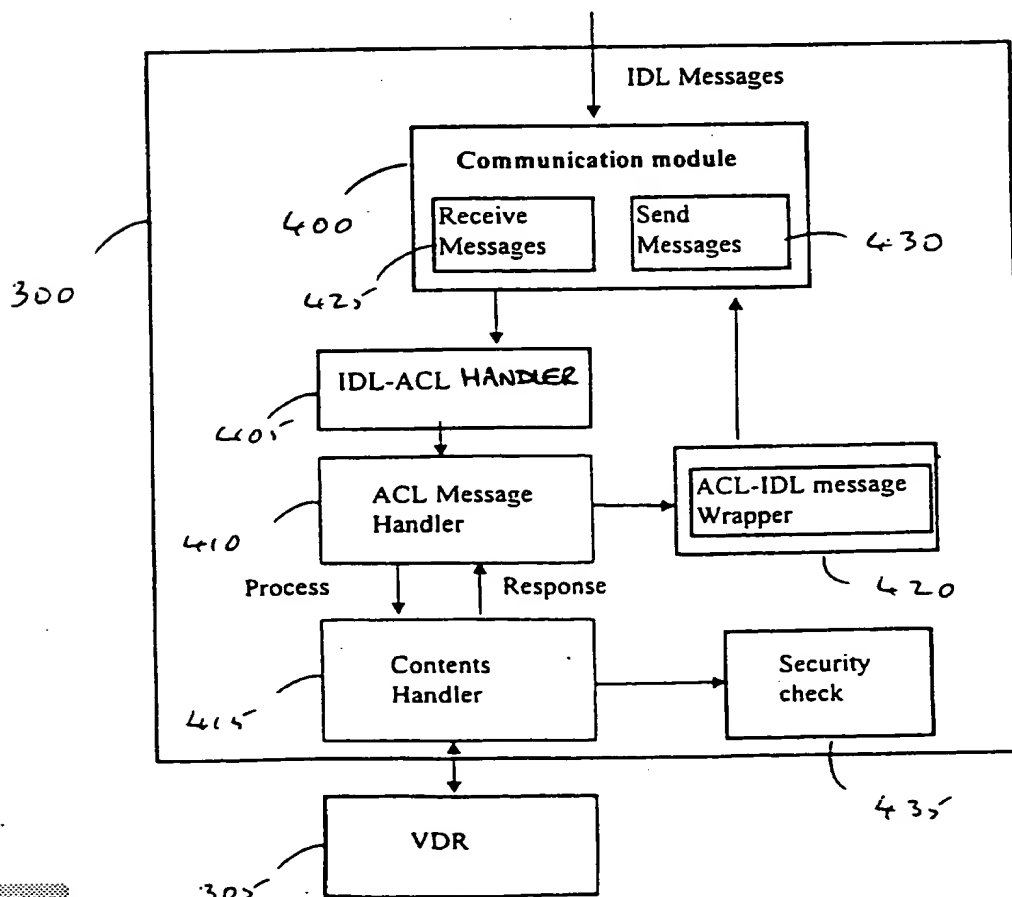 IDL Messages
Communication module
400
Receive
Messages
Send
Messages
430
425
300
IDL-ACL HANDLER
405
ACL Message
Handler
410
ACL-IDL message
Wrapper
420
Process
Response
Contents
Handler
415
Security
check
435
VDR
305